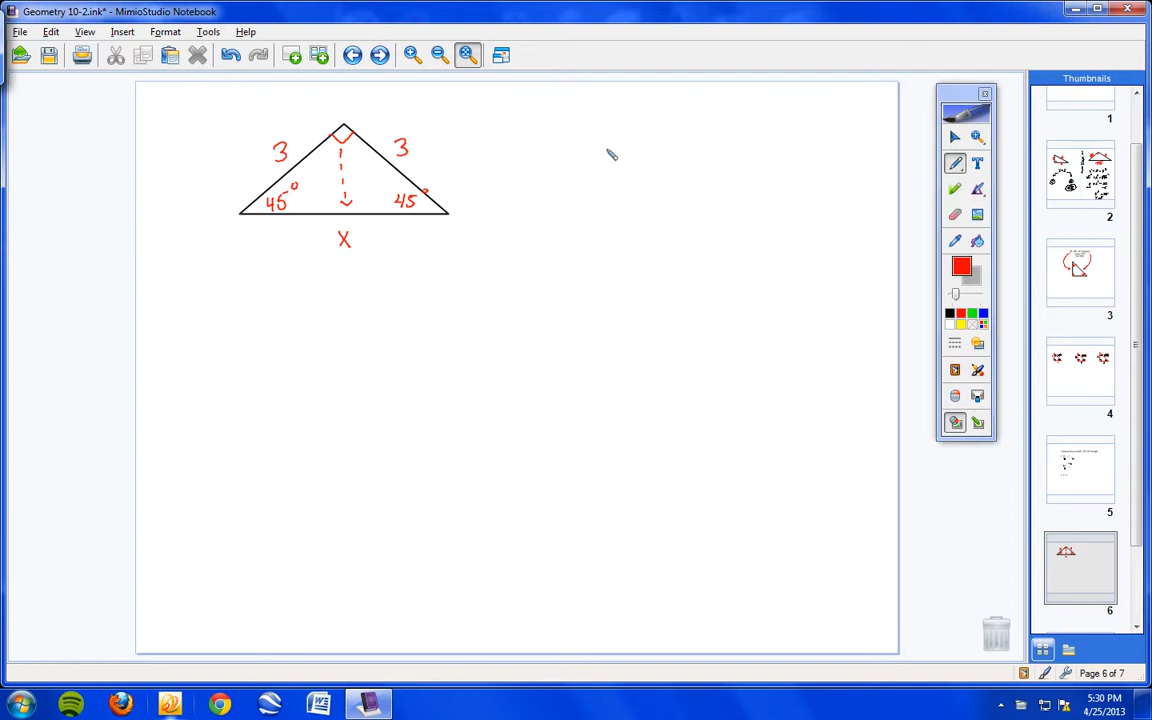 Geometry 10-2.ink* - MimioStudio Notebook
File Edit View Insert Format Tools Help
Thumbnails
1
2
3
4
5
6
3 3
45° 45°
x
Page 6 of 7
5:30 PM
4/25/2013